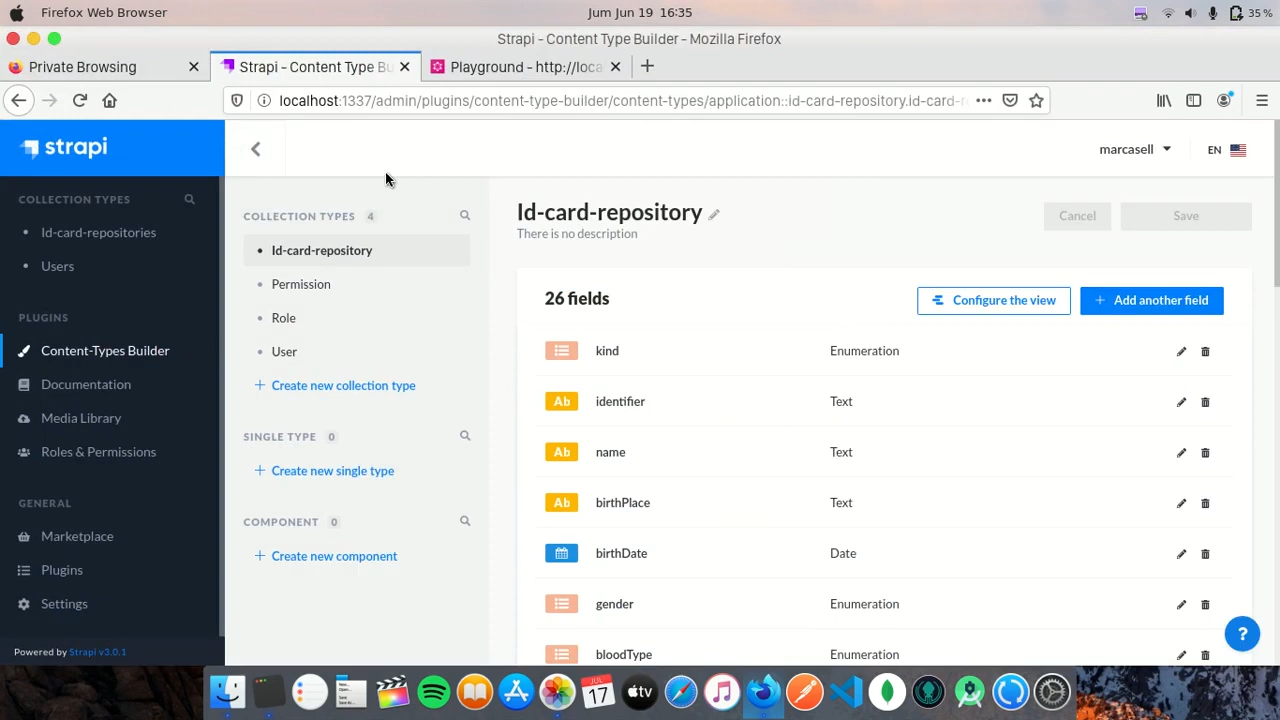 Firefox Web Browser
Jum Jun 19 16:35
35 %
Strapi - Content Type Builder - Mozilla Firefox
Private Browsing
Strapi - Content Type Bu
Playground - http://loca
localhost:1337/admin/plugins/content-type-builder/content-types/application::id-card-repository.id-card-r
strapi
marcasell
EN
COLLECTION TYPES
Id-card-repositories
Users
PLUGINS
Content-Types Builder
Documentation
Media Library
Roles & Permissions
GENERAL
Marketplace
Plugins
Settings
Powered by Strapi v3.0.1
COLLECTION TYPES 4
Id-card-repository
Permission
Role
User
+ Create new collection type
SINGLE TYPE 0
+ Create new single type
COMPONENT 0
+ Create new component
Id-card-repository
There is no description
Cancel
Save
26 fields
Configure the view
+ Add another field
kind Enumeration
Ab identifier Text
Ab name Text
Ab birthPlace Text
birthDate Date
gender Enumeration
bloodType Enumeration
?
JUL
17
tv